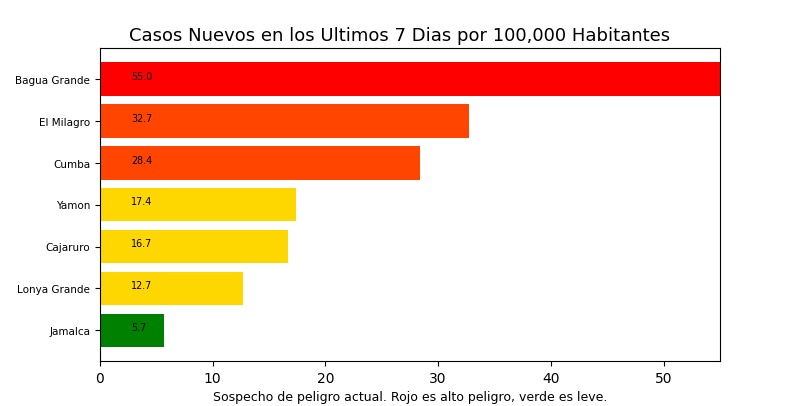 Casos Nuevos en los Ultimos 7 Dias por 100,000 Habitantes
Bagua Grande 55.0
El Milagro 32.7
Cumba 28.4
Yamon 17.4
Cajaruro 16.7
Lonya Grande 12.7
Jamalca 5.7
0 10 20 30 40 50
Sospecho de peligro actual. Rojo es alto peligro, verde es leve.